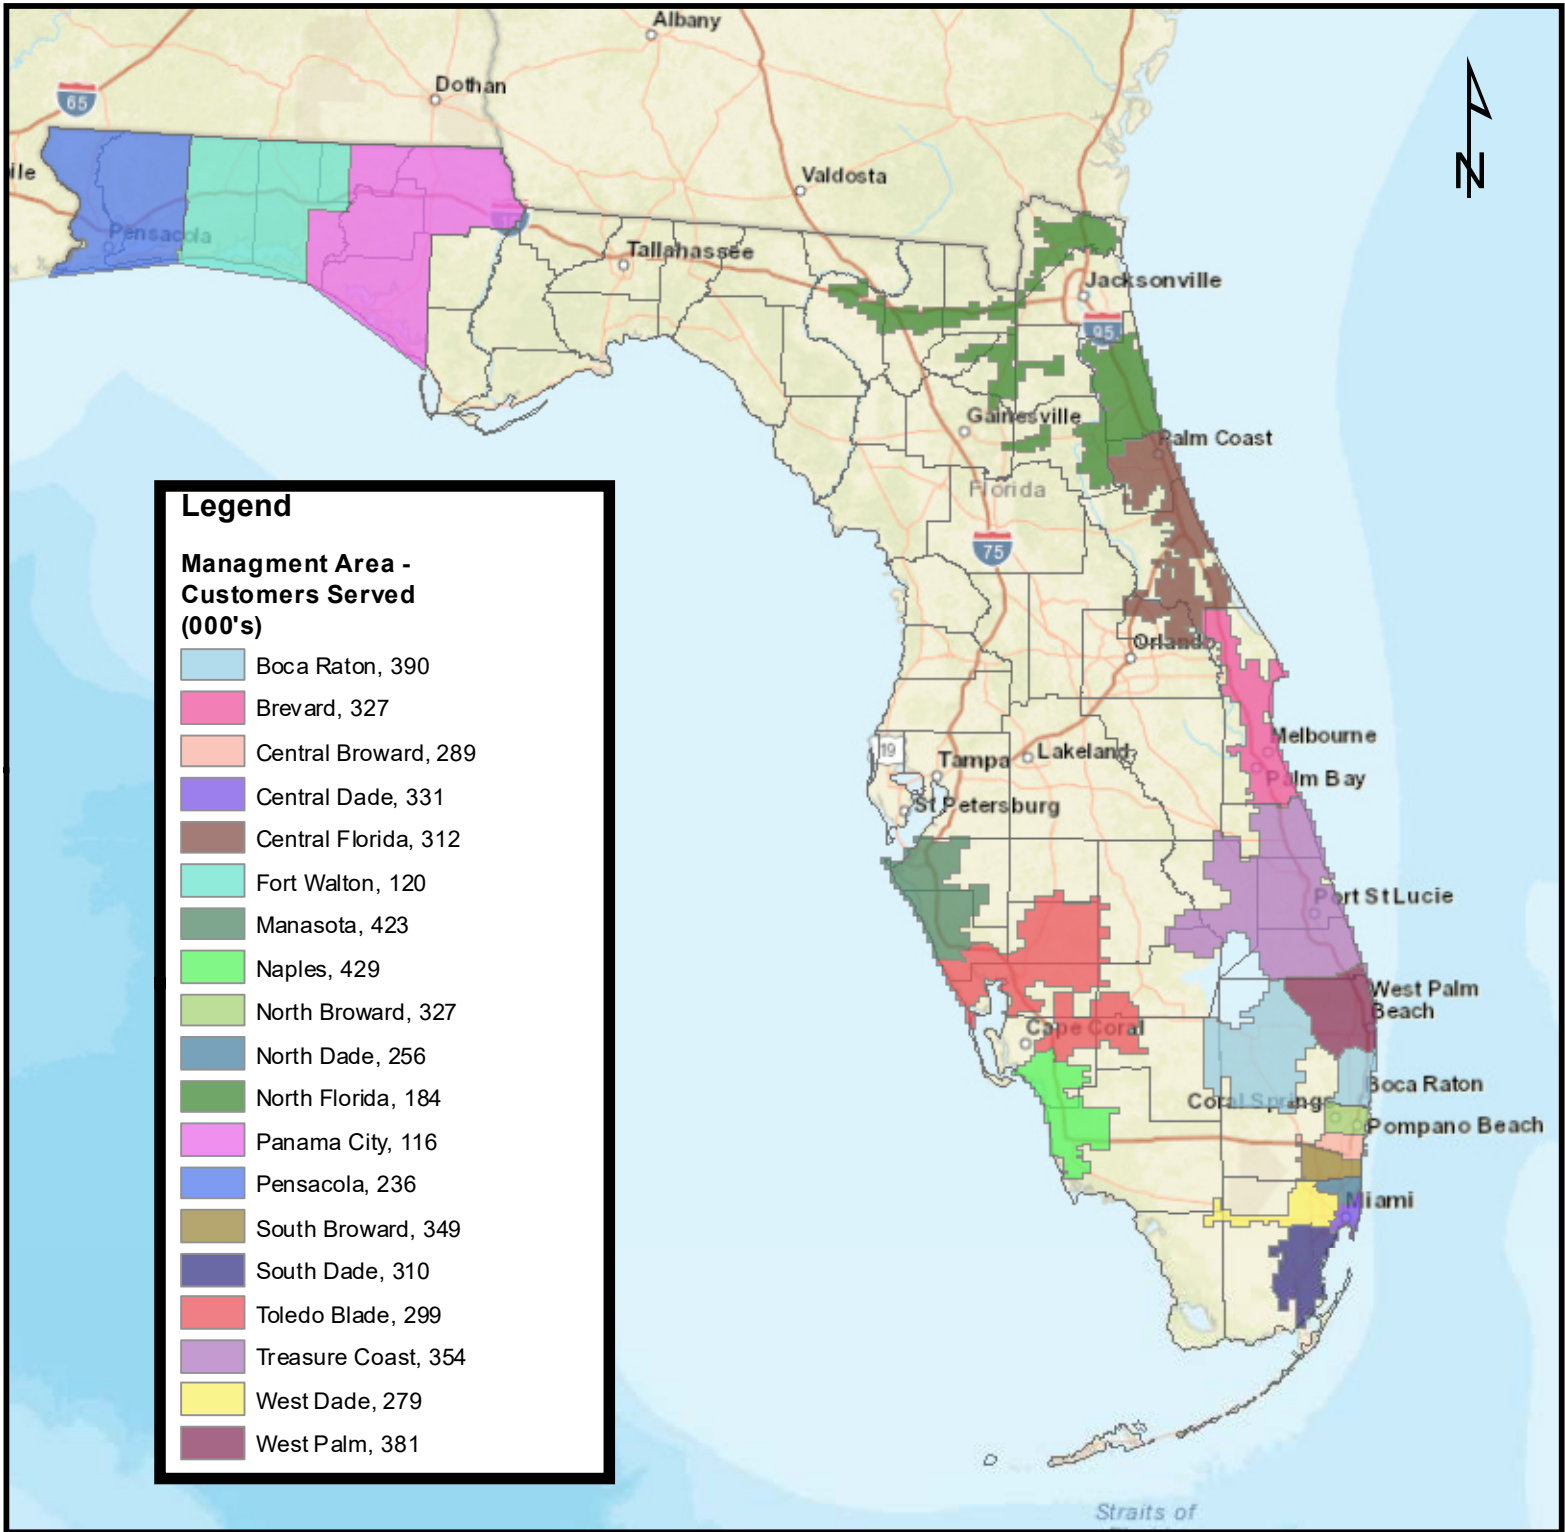 Albany
65
Dothan
ile
Valdosta
N
Pensacola
Tallahassee
Jacksonville
95
Gainesville
Palm Coast
Florida
75
Orlando
19
Tampa
Lakeland
Melbourne
Palm Bay
St Petersburg
Port St Lucie
West Palm
Beach
Cape Coral
Boca Raton
Coral Springs
Pompano Beach
Miami
Straits of
Legend
Managment Area -
Customers Served
(000's)
Boca Raton, 390
Brevard, 327
Central Broward, 289
Central Dade, 331
Central Florida, 312
Fort Walton, 120
Manasota, 423
Naples, 429
North Broward, 327
North Dade, 256
North Florida, 184
Panama City, 116
Pensacola, 236
South Broward, 349
South Dade, 310
Toledo Blade, 299
Treasure Coast, 354
West Dade, 279
West Palm, 381